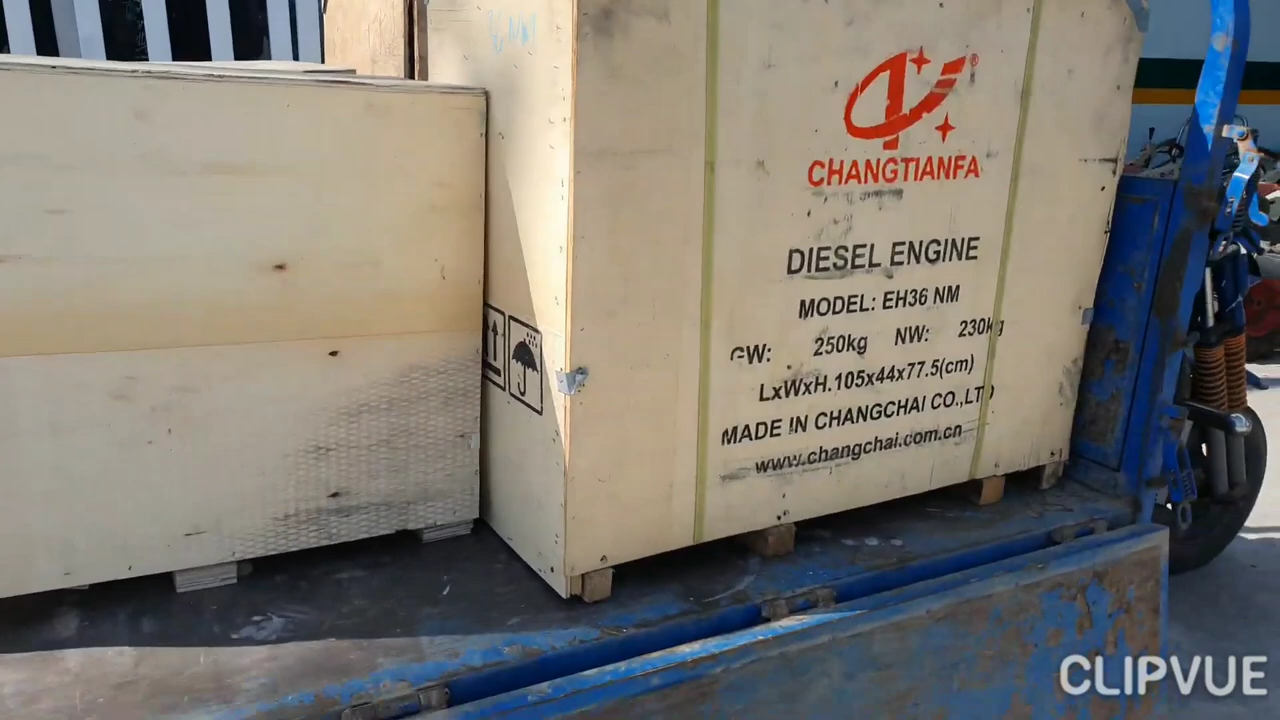 CHANGTIANFA
DIESEL ENGINE
MODEL: EH36 NM
GW: 250kg NW: 230kg
LxWxH.105x44x77.5(cm)
MADE IN CHANGCHAI CO.,LTD
www.changchai.com.cn
CLIPVUE